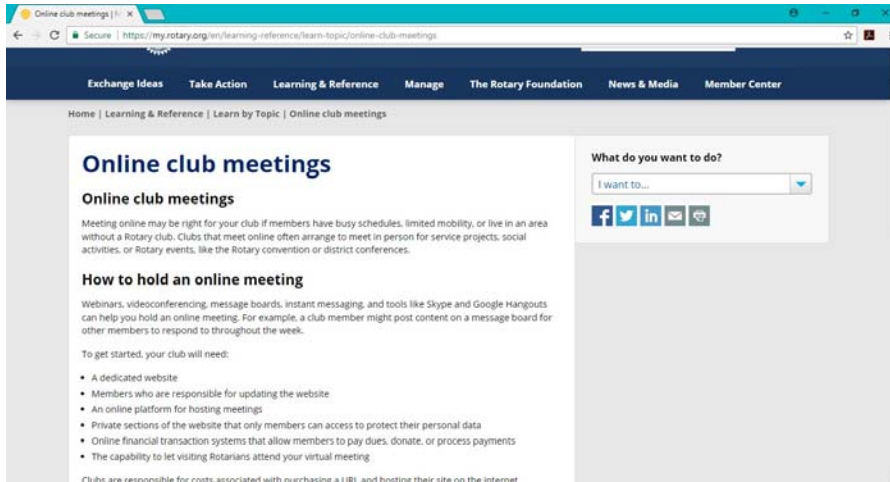 Online club meetings | M
Secure | https://my.rotary.org/en/learning-reference/learn-topic/online-club-meetings
Exchange Ideas Take Action Learning & Reference Manage The Rotary Foundation News & Media Member Center
Home | Learning & Reference | Learn by Topic | Online club meetings
Online club meetings
Online club meetings
Meeting online may be right for your club if members have busy schedules, limited mobility, or live in an area
without a Rotary club. Clubs that meet online often arrange to meet in person for service projects, social
activities, or Rotary events, like the Rotary convention or district conferences.
How to hold an online meeting
Webinars, videoconferencing, message boards, instant messaging, and tools like Skype and Google Hangouts
can help you hold an online meeting. For example, a club member might post content on a message board for
other members to respond to throughout the week.
To get started, your club will need:
• A dedicated website
• Members who are responsible for updating the website
• An online platform for hosting meetings
• Private sections of the website that only members can access to protect their personal data
• Online financial transaction systems that allow members to pay dues, donate, or process payments
• The capability to let visiting Rotarians attend your virtual meeting
Clubs are responsible for costs associated with purchasing a URL and hosting their site on the internet.
What do you want to do?
I want to...
f in